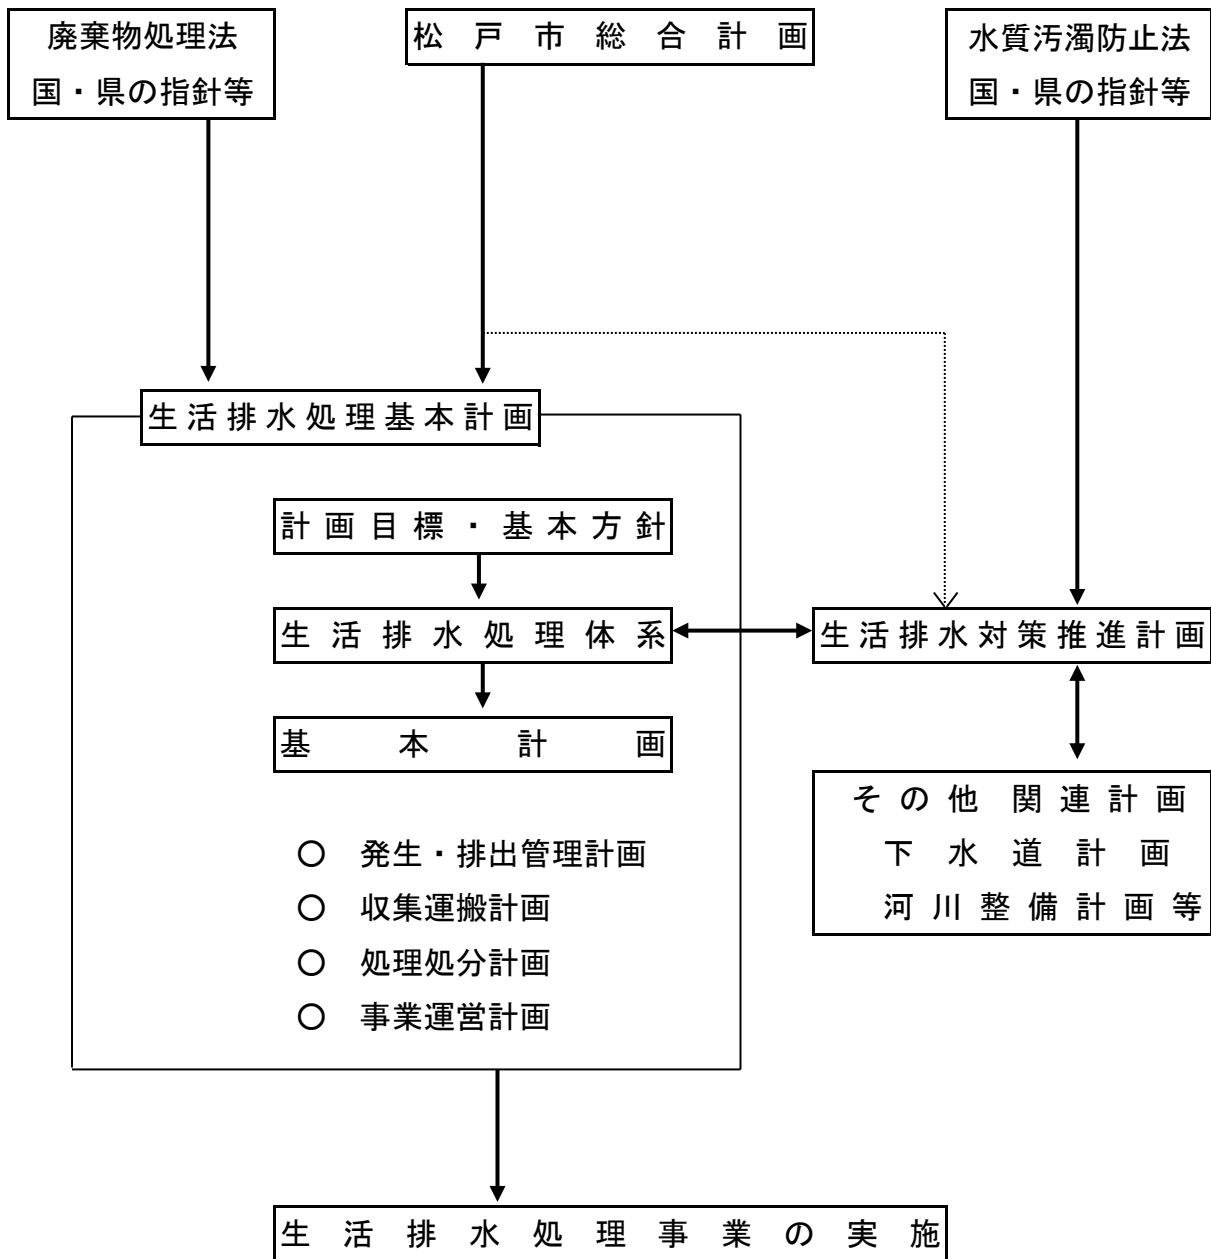 廃棄物処理法
国・県の指針等
松戸市総合計画
水質汚濁防止法
国・県の指針等
生活排水処理基本計画
計画目標・基本方針
生活排水処理体系
生活排水対策推進計画
基本計画
その他 関連計画
下水道計画
河川整備計画等
○ 発生・排出管理計画
○ 収集運搬計画
○ 処理処分計画
○ 事業運営計画
生活排水処理事業の実施